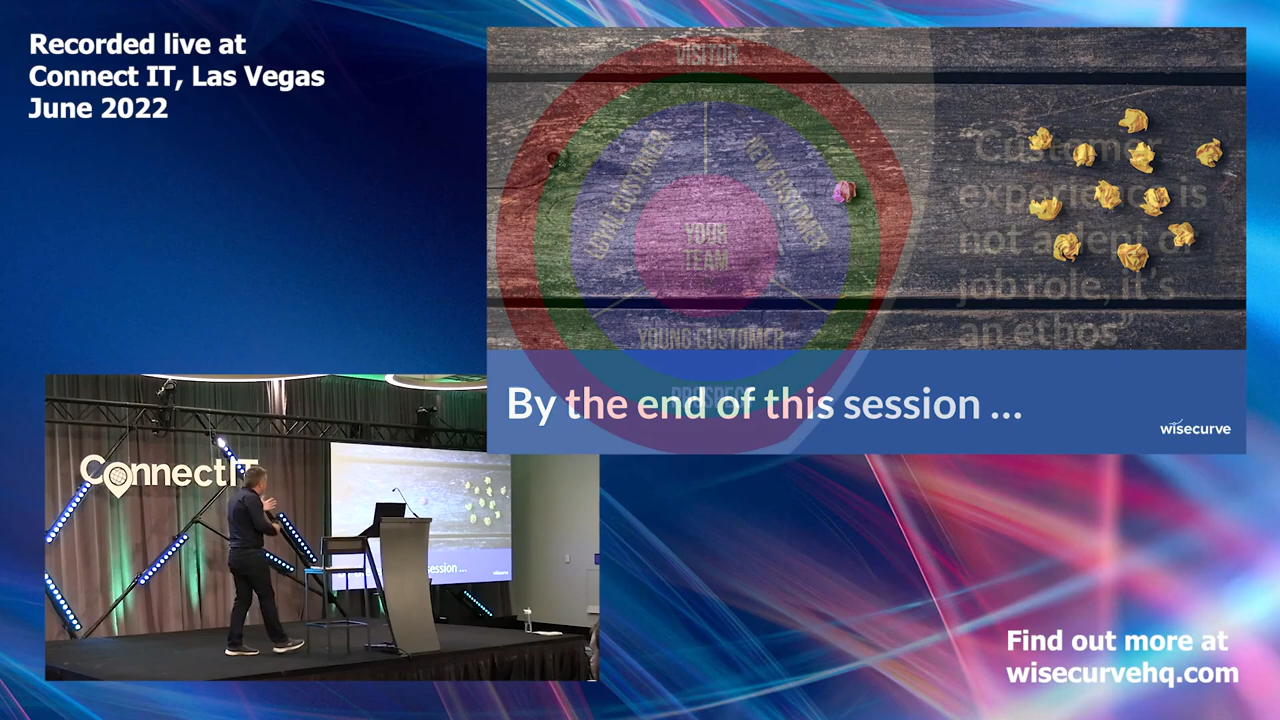 Recorded live at
Connect IT, Las Vegas
June 2022
VISITOR
LOYAL CUSTOMER
NEW CUSTOMER
YOUR
TEAM
YOUNG CUSTOMER
PROSPECT
“Customer
experience is
not a dept or
job role, it’s
an ethos”
By the end of this session ...
wisecurve
ConnectIT
session ...
Find out more at
wisecurvehq.com